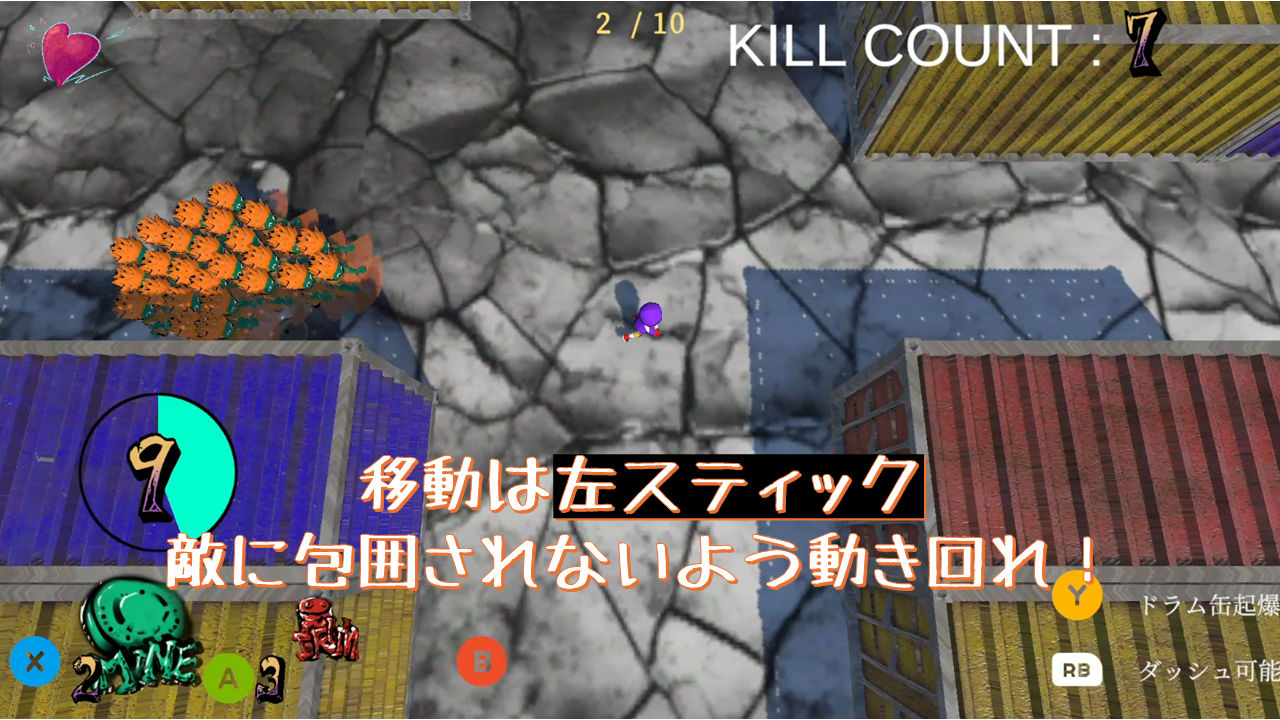 2 / 10
KILL COUNT : 7
9
移動は左スティック
敵に包囲されないよう動き回れ！
Y ドラム缶起爆
X 2 MINE A 3 DRUM B
RB ダッシュ可能